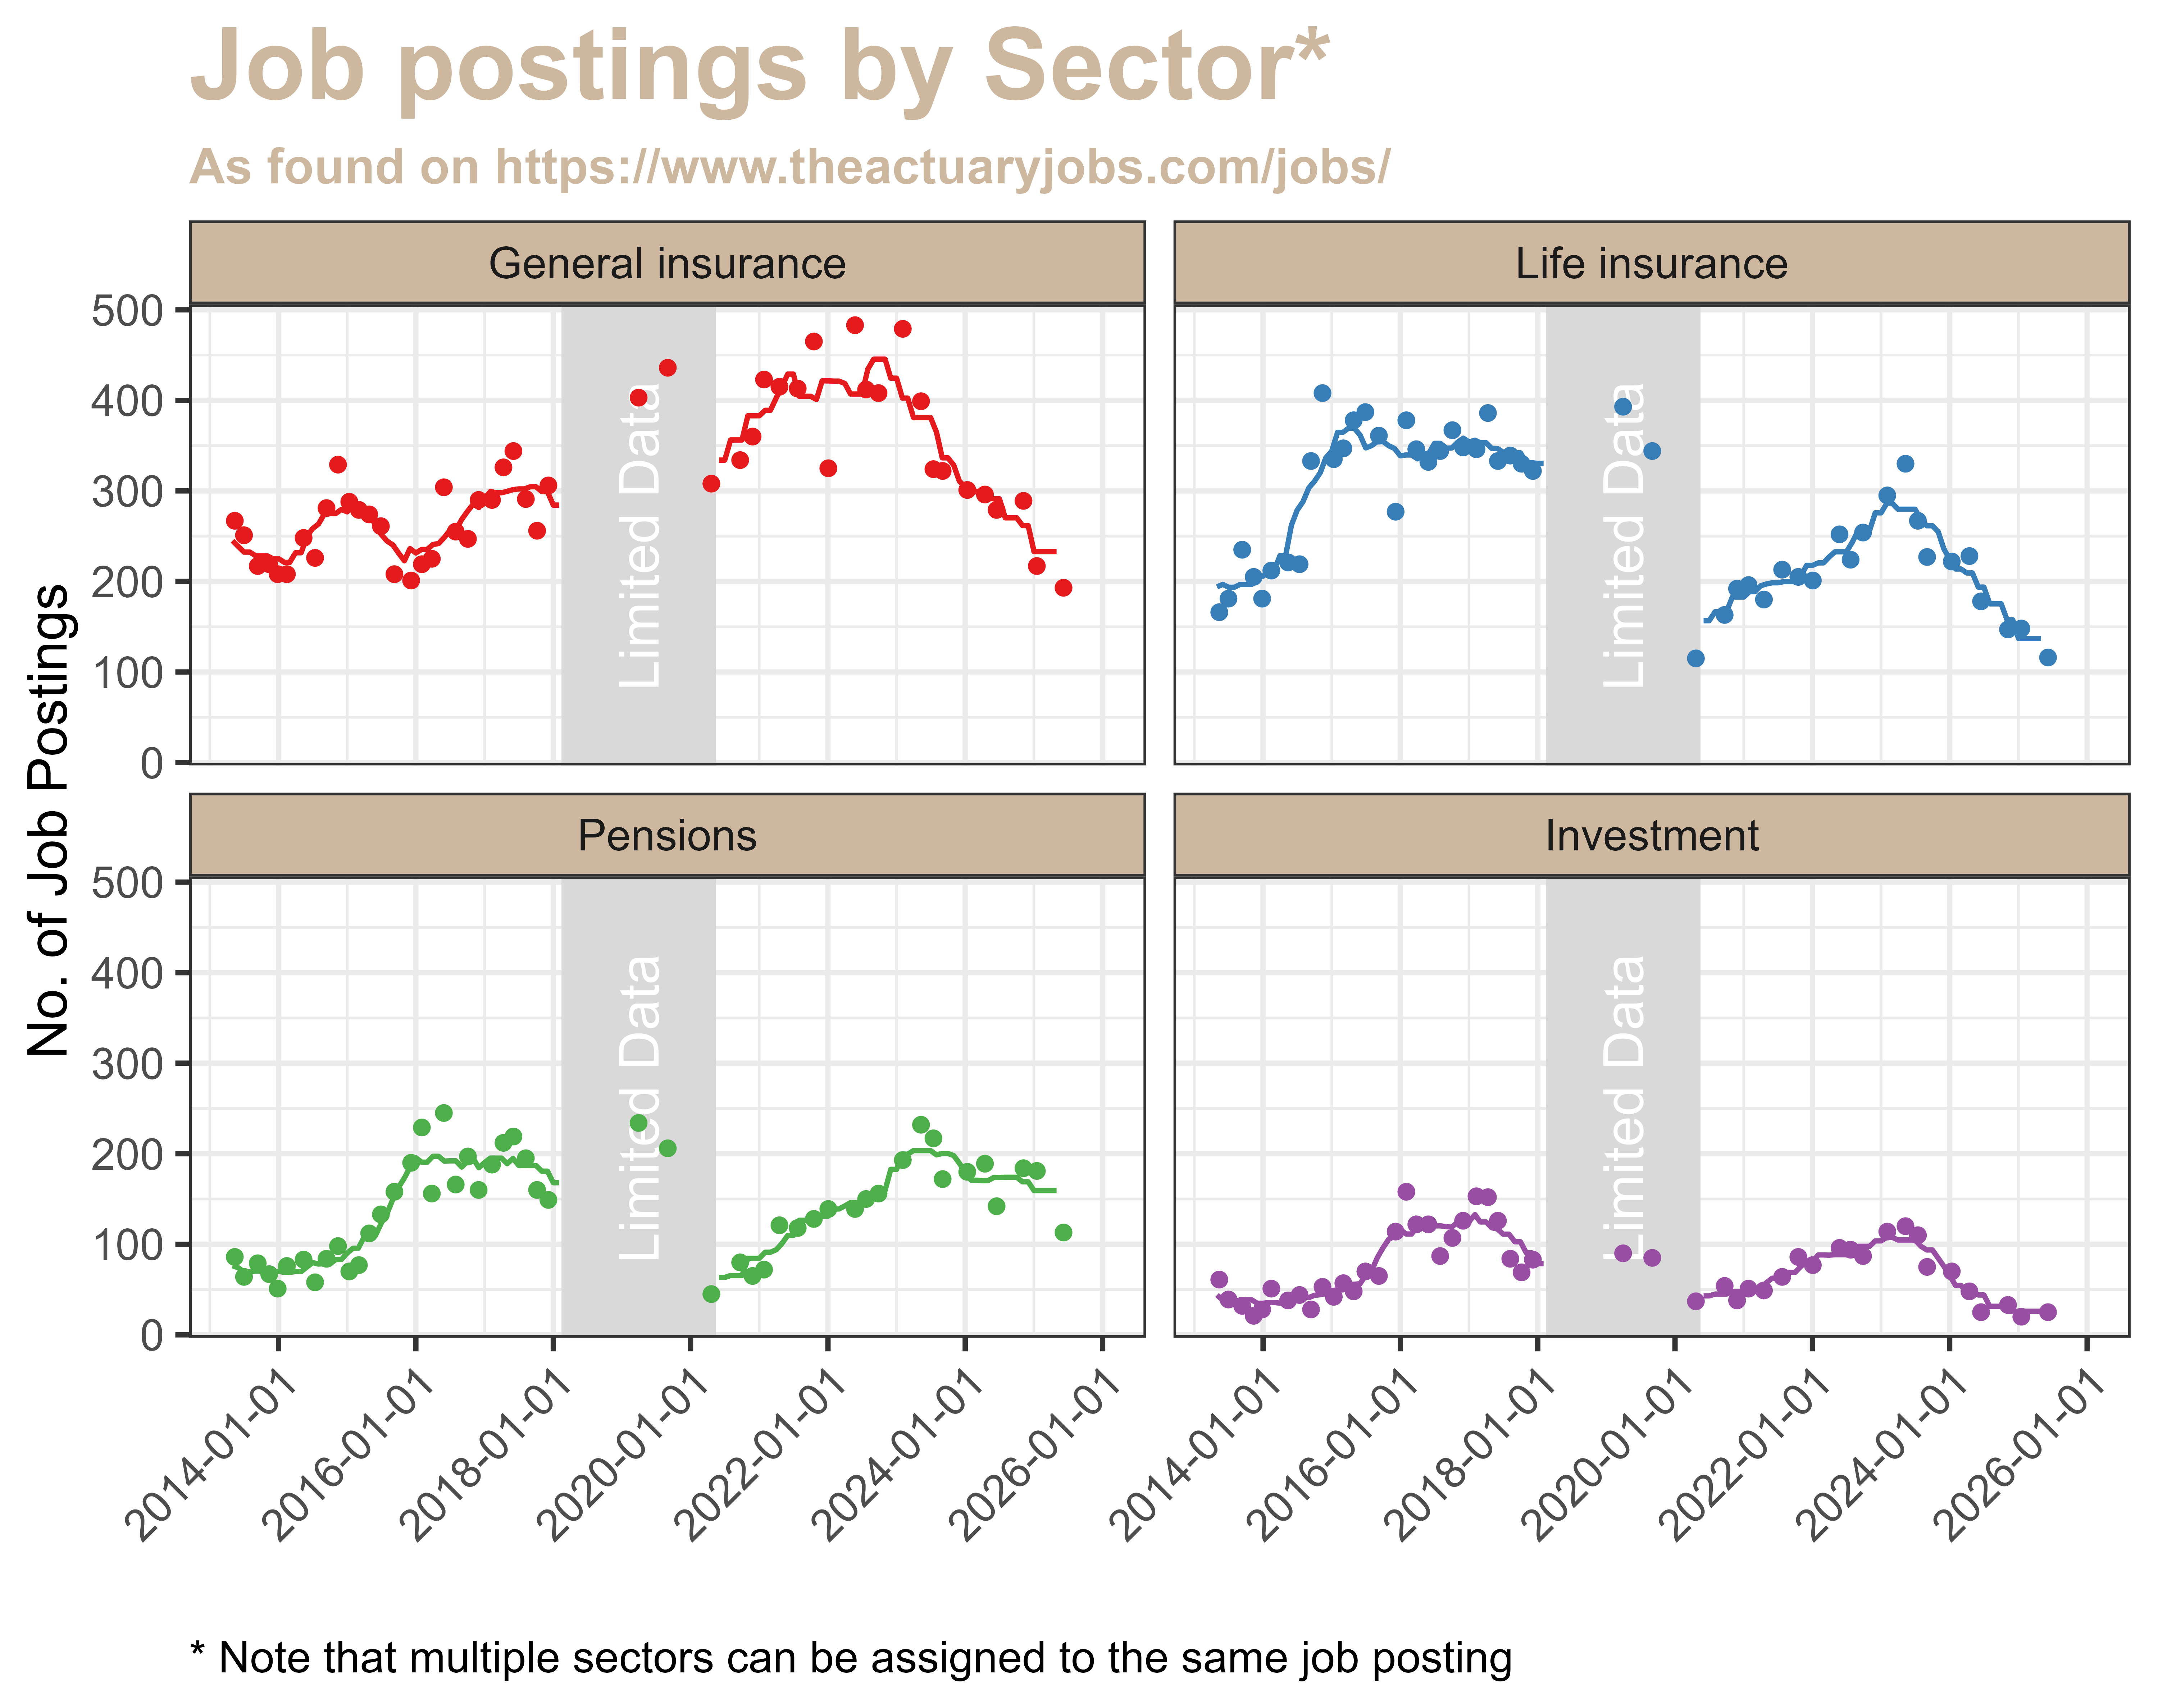 Job postings by Sector*
As found on https://www.theactuaryjobs.com/jobs/
General insurance
Life insurance
500
400
300
200
100
0
Limited Data
Limited Data
Pensions
Investment
500
400
300
200
100
0
Limited Data
Limited Data
No. of Job Postings
2014-01-01
2016-01-01
2018-01-01
2020-01-01
2022-01-01
2024-01-01
2026-01-01
2014-01-01
2016-01-01
2018-01-01
2020-01-01
2022-01-01
2024-01-01
2026-01-01
* Note that multiple sectors can be assigned to the same job posting